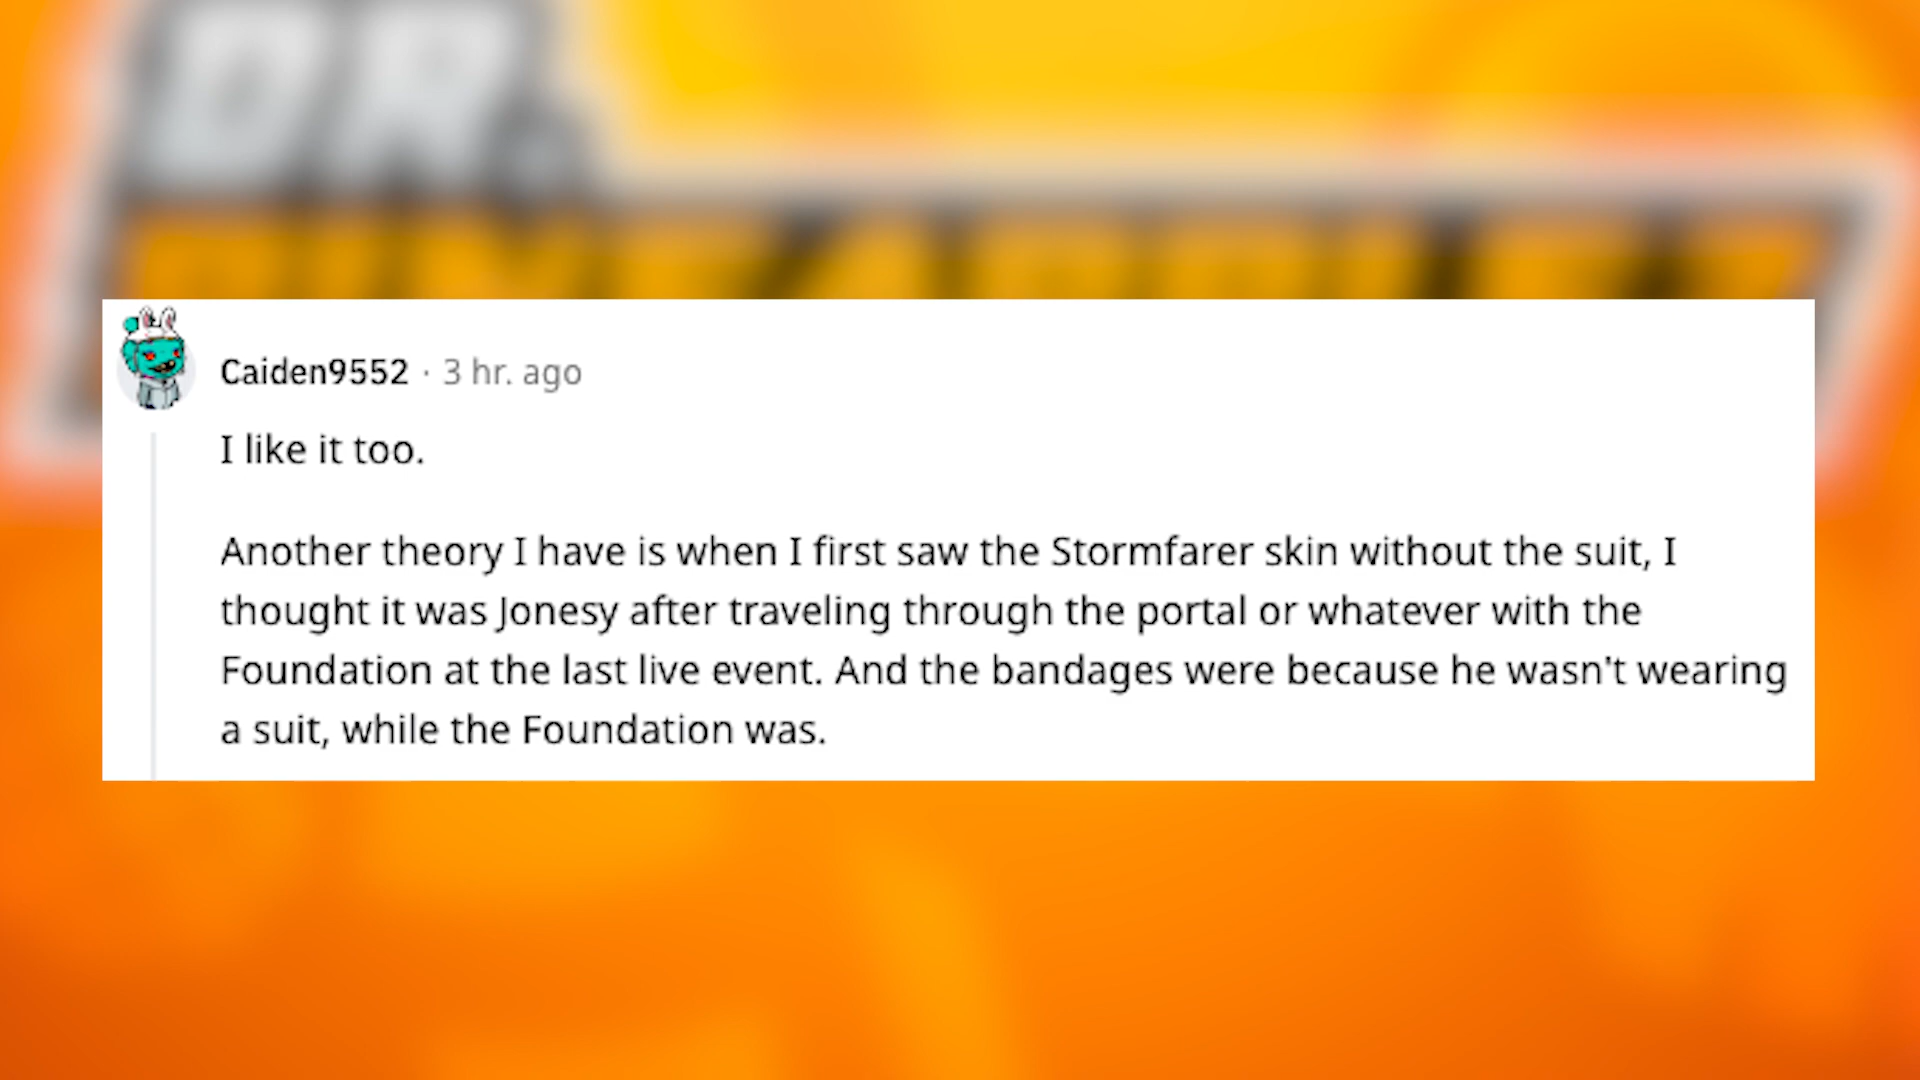 DR.
Caiden9552 · 3 hr. ago
I like it too.
Another theory I have is when I first saw the Stormfarer skin without the suit, I
thought it was Jonesy after traveling through the portal or whatever with the
Foundation at the last live event. And the bandages were because he wasn't wearing
a suit, while the Foundation was.